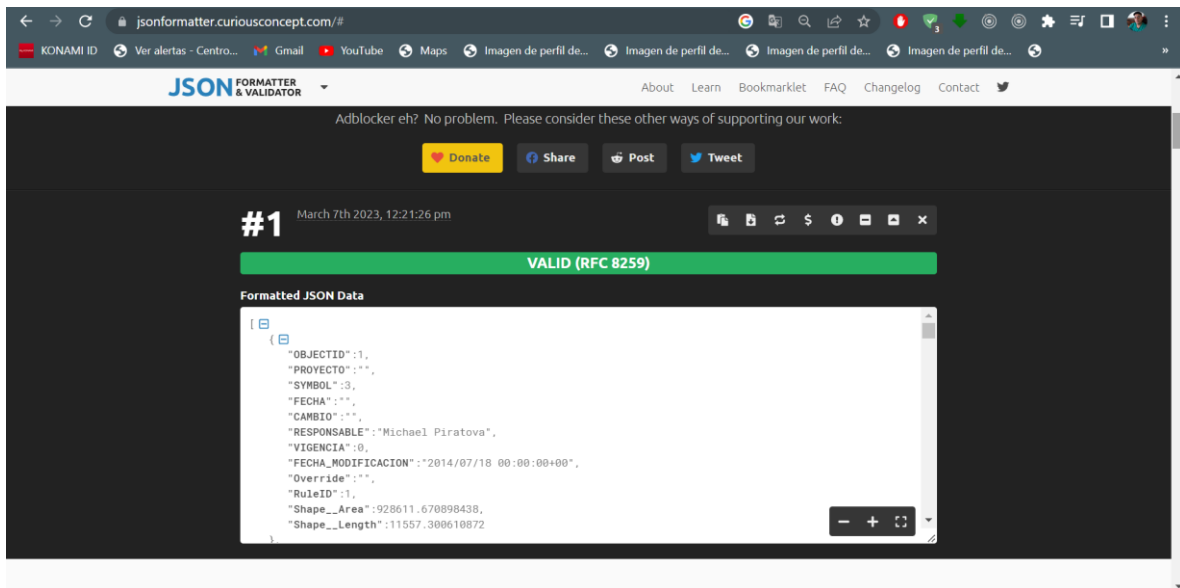 jsonformatter.curiousconcept.com/#
3
KONAMI ID Ver alertas - Centro... Gmail YouTube Maps Imagen de perfil de... Imagen de perfil de... Imagen de perfil de... Imagen de perfil de... »
JSON FORMATTER & VALIDATOR About Learn Bookmarklet FAQ Changelog Contact
Adblocker eh? No problem. Please consider these other ways of supporting our work:
Donate Share Post Tweet
#1 March 7th 2023, 12:21:26 pm
VALID (RFC 8259)
Formatted JSON Data
[
{
"OBJECTID":1,
"PROYECTO":"",
"SYMBOL":3,
"FECHA":"",
"CAMBIO":"",
"RESPONSABLE":"Michael Piratova",
"VIGENCIA":0,
"FECHA_MODIFICACION":"2014/07/18 00:00:00+00",
"Override":"",
"RuleID":1,
"Shape__Area":928611.670898438,
"Shape__Length":11557.300610872
},